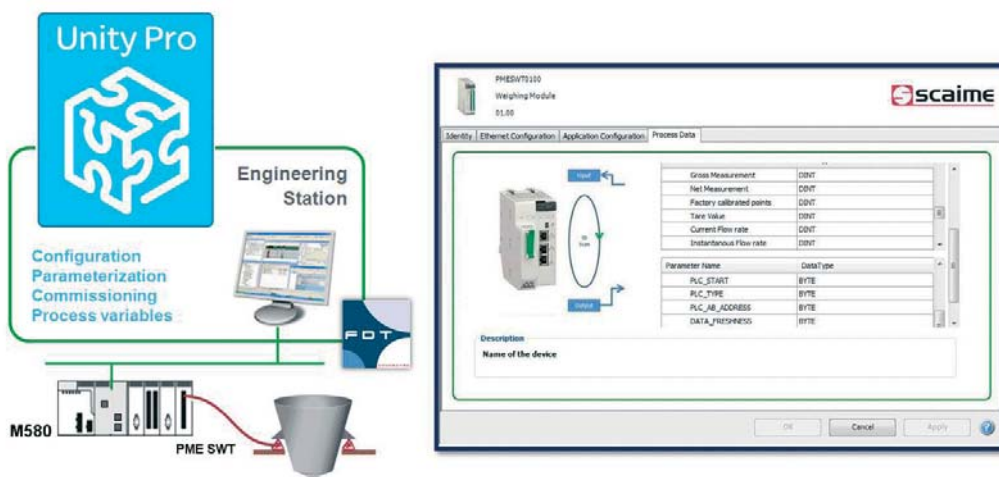 Unity Pro
Engineering
Station
Configuration
Parameterization
Commissioning
Process variables
FDT
M580
PME SWT
PMESWT0100
Weighing Module
01.00
scaime
Identity Ethernet Configuration Application Configuration Process Data
Input
Gross Measurement DINT
Net Measurement DINT
Factory calibrated points DINT
Tare Value DINT
Current Flow rate DINT
Instantanous Flow rate DINT
Parameter Name DataType
PLC_START BYTE
PLC_TYPE BYTE
PLC_AB_ADDRESS BYTE
DATA_FRESHNESS BYTE
Output
Description
Name of the device
OK Cancel Apply